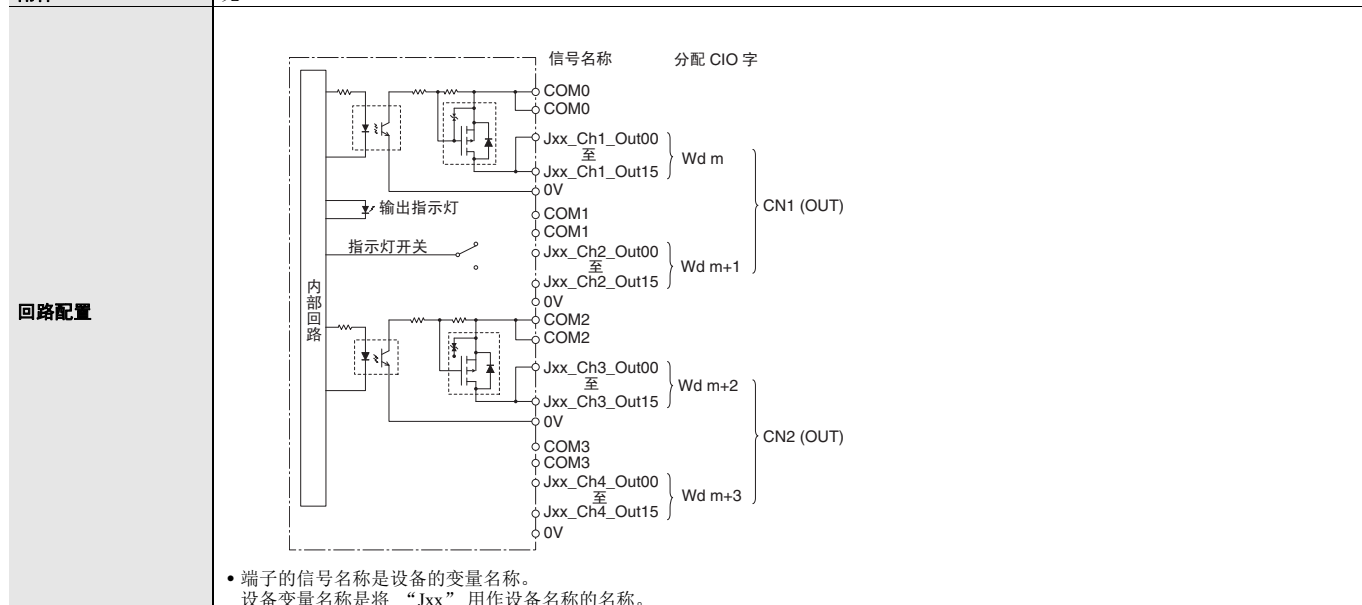 信号名称 分配 CIO 字
COM0
COM0
Jxx_Ch1_Out00
至
Wd m
Jxx_Ch1_Out15
0V
CN1 (OUT)
输出指示灯
COM1
COM1
指示灯开关
Jxx_Ch2_Out00
至
Wd m+1
Jxx_Ch2_Out15
0V
内部回路
回路配置
COM2
COM2
Jxx_Ch3_Out00
至
Wd m+2
Jxx_Ch3_Out15
0V
CN2 (OUT)
COM3
COM3
Jxx_Ch4_Out00
至
Wd m+3
Jxx_Ch4_Out15
0V
• 端子的信号名称是设备的变量名称。
设备变量名称是将 “Jxx” 用作设备名称的名称。